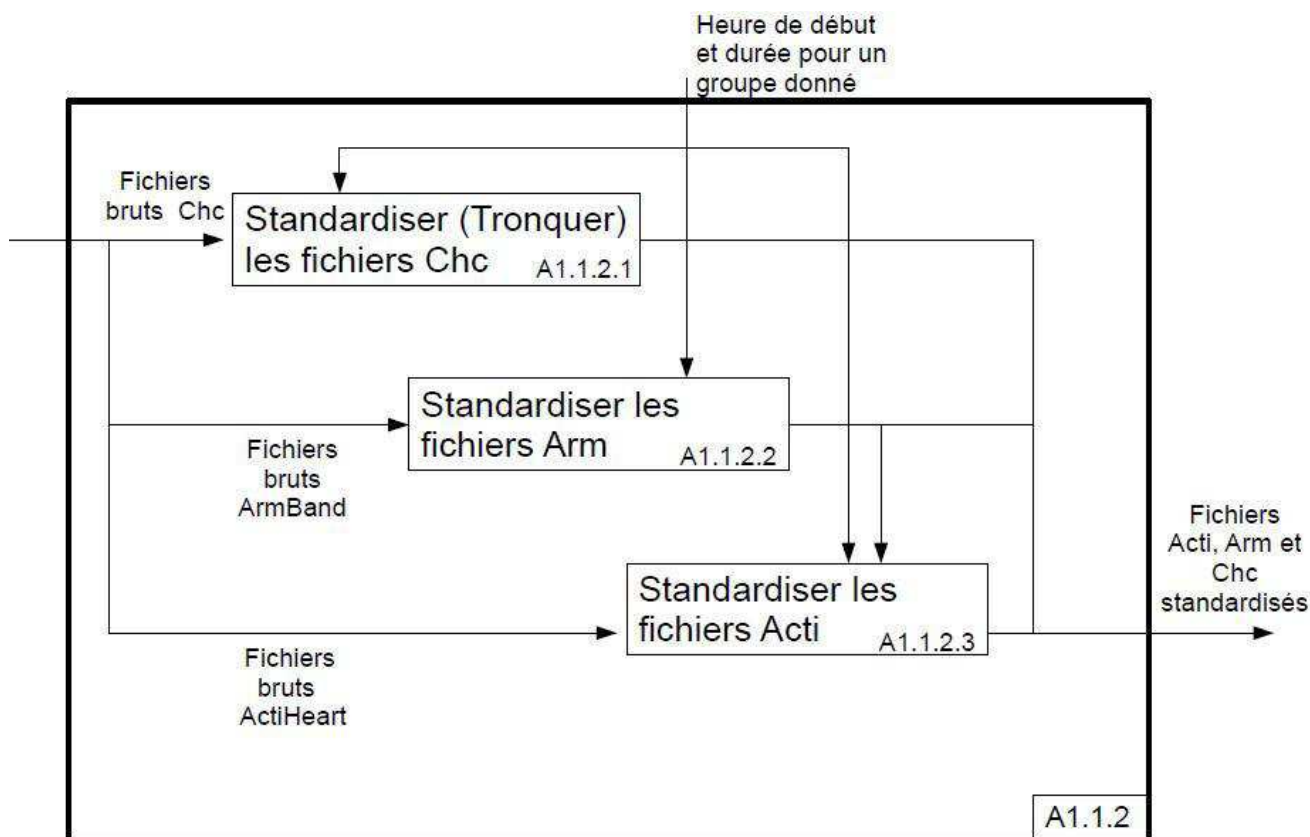 Heure de début
et durée pour un
groupe donné
Fichiers
bruts Chc
Standardiser (Tronquer)
les fichiers Chc
A1.1.2.1
Standardiser les
fichiers Arm
A1.1.2.2
Fichiers
bruts
ArmBand
Fichiers
Acti, Arm et
Chc
standardisés
Standardiser les
fichiers Acti
A1.1.2.3
Fichiers
bruts
ActiHeart
A1.1.2